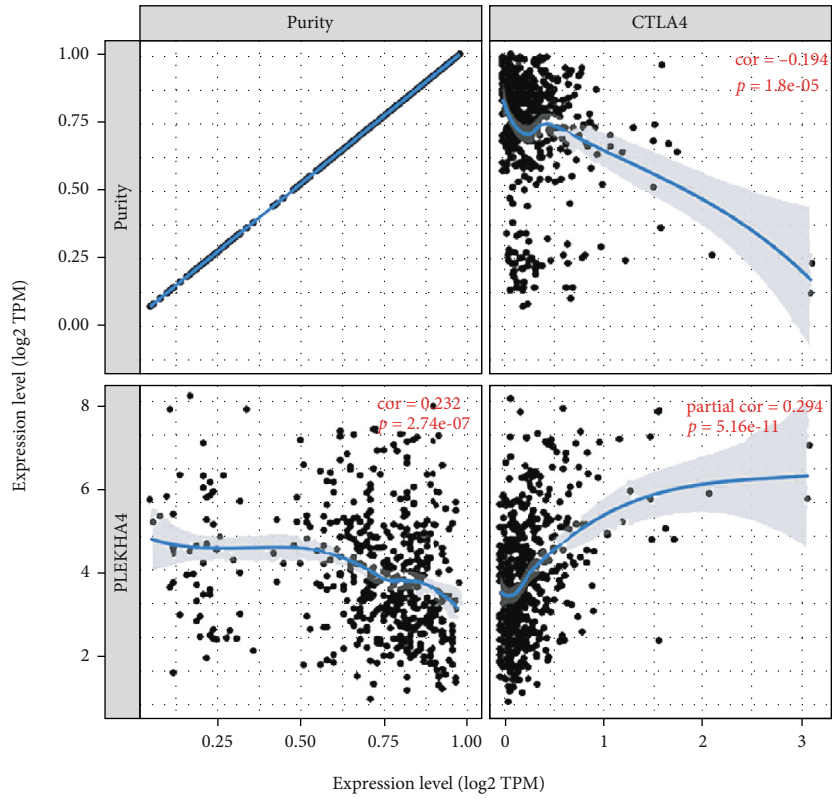 Purity
CTLA4
Expression level (log2 TPM)
Purity
1.00
0.75
0.50
0.25
0.00
cor = –0.194
p = 1.8e-05
PLEKHA4
8
6
4
2
cor = 0.232
p = 2.74e-07
partial cor = 0.294
p = 5.16e-11
0.25
0.50
0.75
1.00
0
1
2
3
Expression level (log2 TPM)